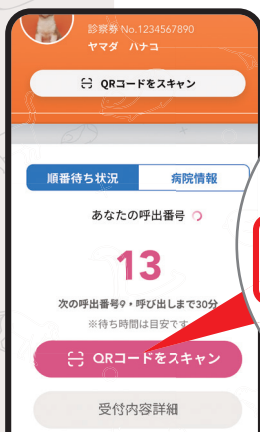 診察券 No.1234567890
ヤマダ ハナコ
QRコードをスキャン
順番待ち状況
病院情報
あなたの呼出番号
13
次の呼出番号9・呼び出しまで30分
※待ち時間は目安です
QRコードをスキャン
受付内容詳細